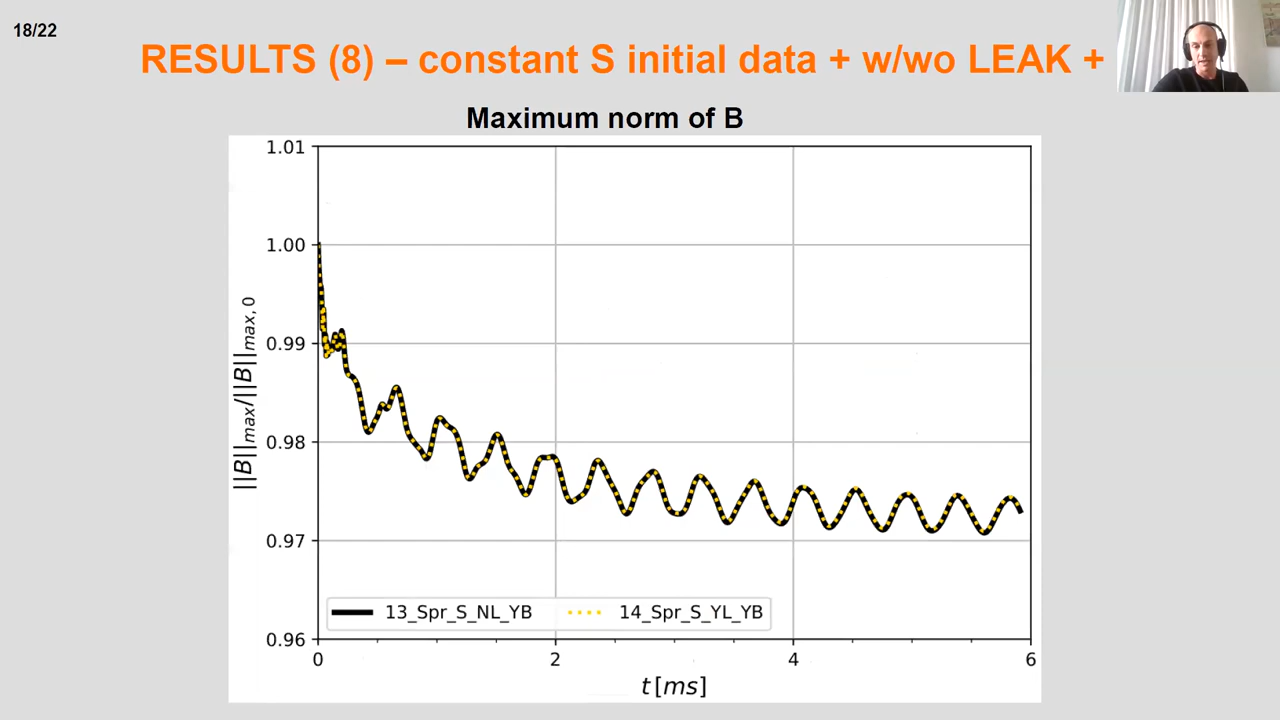 18/22
RESULTS (8) – constant S initial data + w/wo LEAK +
Maximum norm of B
1.01
1.00
0.99
0.98
0.97
0.96
||B||max/||B||max, 0
13_Spr_S_NL_YB
14_Spr_S_YL_YB
0
2
4
6
t [ms]